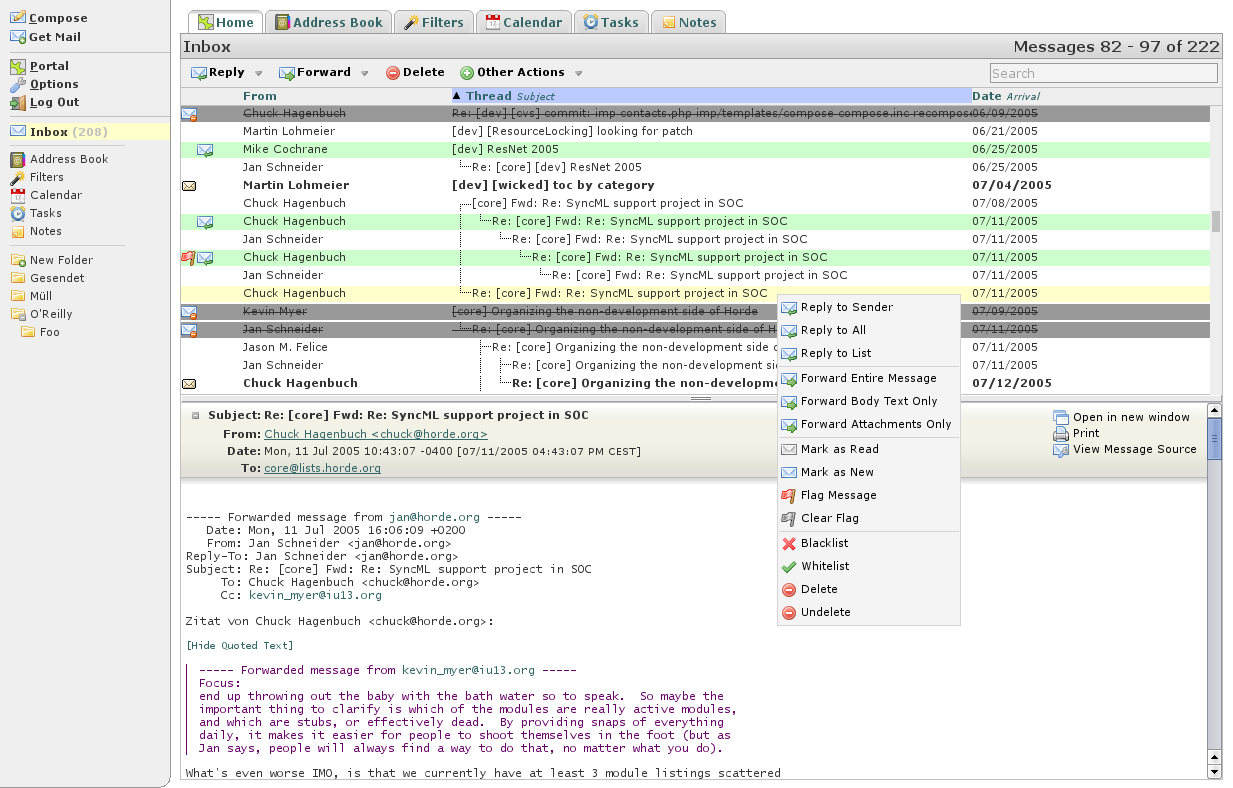 Compose
Get Mail
Portal
Options
Log Out
Inbox (208)
Address Book
Filters
Calendar
Tasks
Notes
New Folder
Gesendet
Müll
O'Reilly
Foo
Home Address Book Filters Calendar Tasks Notes
Inbox Messages 82 - 97 of 222
Reply Forward Delete Other Actions Search
From Thread Subject Date Arrival
Chuck Hagenbuch Re: [dev] [cvs] commit: imp contacts.php imp/templates/compose compose.inc recompos 06/09/2005
Martin Lohmeier [dev] [ResourceLocking] looking for patch 06/21/2005
Mike Cochrane [dev] ResNet 2005 06/25/2005
Jan Schneider Re: [core] [dev] ResNet 2005 06/25/2005
Martin Lohmeier [dev] [wicked] toc by category 07/04/2005
Chuck Hagenbuch [core] Fwd: Re: SyncML support project in SOC 07/08/2005
Chuck Hagenbuch Re: [core] Fwd: Re: SyncML support project in SOC 07/11/2005
Jan Schneider Re: [core] Fwd: Re: SyncML support project in SOC 07/11/2005
Chuck Hagenbuch Re: [core] Fwd: Re: SyncML support project in SOC 07/11/2005
Jan Schneider Re: [core] Fwd: Re: SyncML support project in SOC 07/11/2005
Chuck Hagenbuch Re: [core] Fwd: Re: SyncML support project in SOC 07/11/2005
Kevin Myer [core] Organizing the non-development side of Horde 07/09/2005
Jan Schneider Re: [core] Organizing the non-development side of H 07/11/2005
Jason M. Felice Re: [core] Organizing the non-development side o 07/11/2005
Jan Schneider Re: [core] Organizing the non-development si 07/11/2005
Chuck Hagenbuch Re: [core] Organizing the non-developm 07/12/2005
Reply to Sender
Reply to All
Reply to List
Forward Entire Message
Forward Body Text Only
Forward Attachments Only
Mark as Read
Mark as New
Flag Message
Clear Flag
Blacklist
Whitelist
Delete
Undelete
Subject: Re: [core] Fwd: Re: SyncML support project in SOC
From: Chuck Hagenbuch <chuck@horde.org>
Date: Mon, 11 Jul 2005 10:43:07 -0400 [07/11/2005 04:43:07 PM CEST]
To: core@lists.horde.org
Open in new window
Print
View Message Source
----- Forwarded message from jan@horde.org -----
Date: Mon, 11 Jul 2005 16:06:09 +0200
From: Jan Schneider <jan@horde.org>
Reply-To: Jan Schneider <jan@horde.org>
Subject: Re: [core] Fwd: Re: SyncML support project in SOC
To: Chuck Hagenbuch <chuck@horde.org>
Cc: kevin_myer@iu13.org
Zitat von Chuck Hagenbuch <chuck@horde.org>:
[Hide Quoted Text]
----- Forwarded message from kevin_myer@iu13.org -----
Focus:
end up throwing out the baby with the bath water so to speak. So maybe the
important thing to clarify is which of the modules are really active modules,
and which are stubs, or effectively dead. By providing snaps of everything
daily, it makes it easier for people to shoot themselves in the foot (but as
Jan says, people will always find a way to do that, no matter what you do).
What's even worse IMO, is that we currently have at least 3 module listings scattered